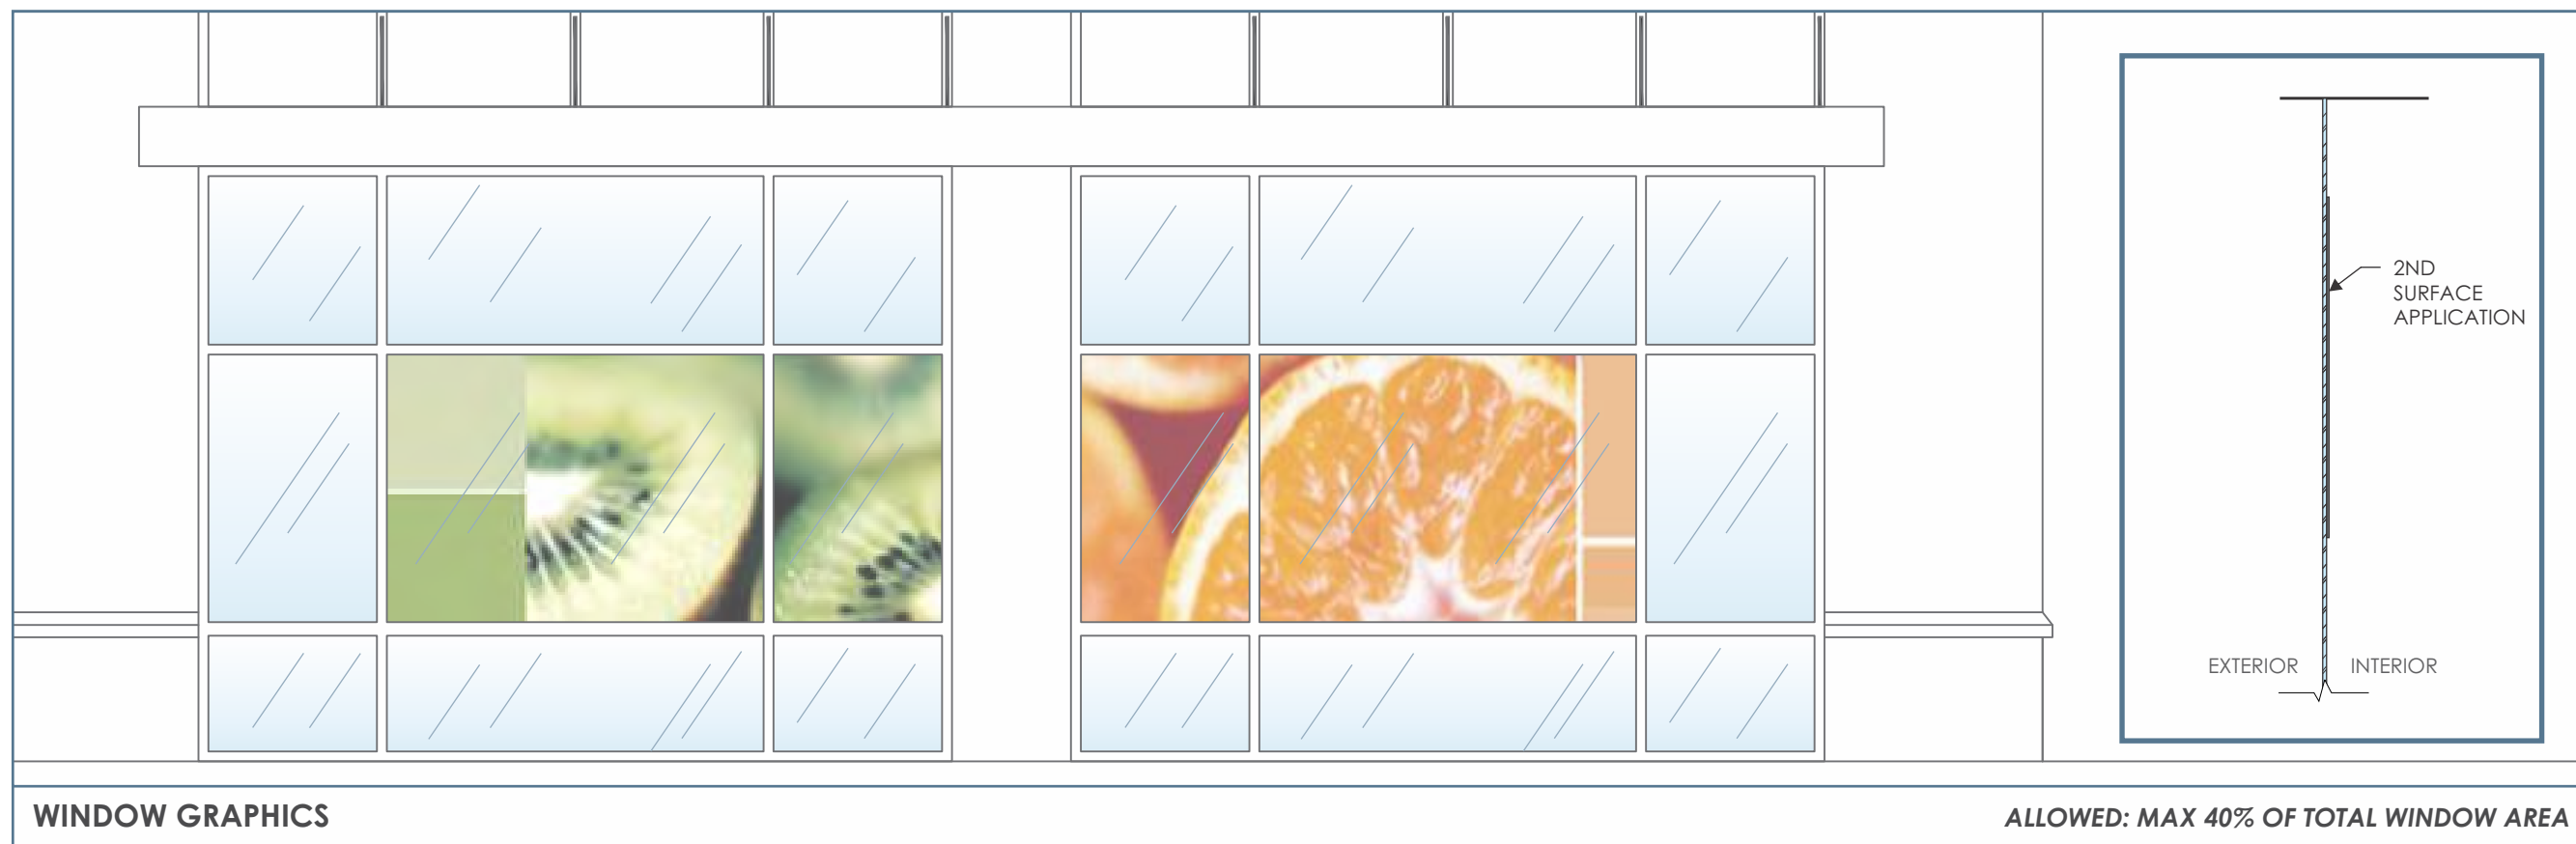 2ND
SURFACE
APPLICATION
EXTERIOR INTERIOR
WINDOW GRAPHICS
ALLOWED: MAX 40% OF TOTAL WINDOW AREA